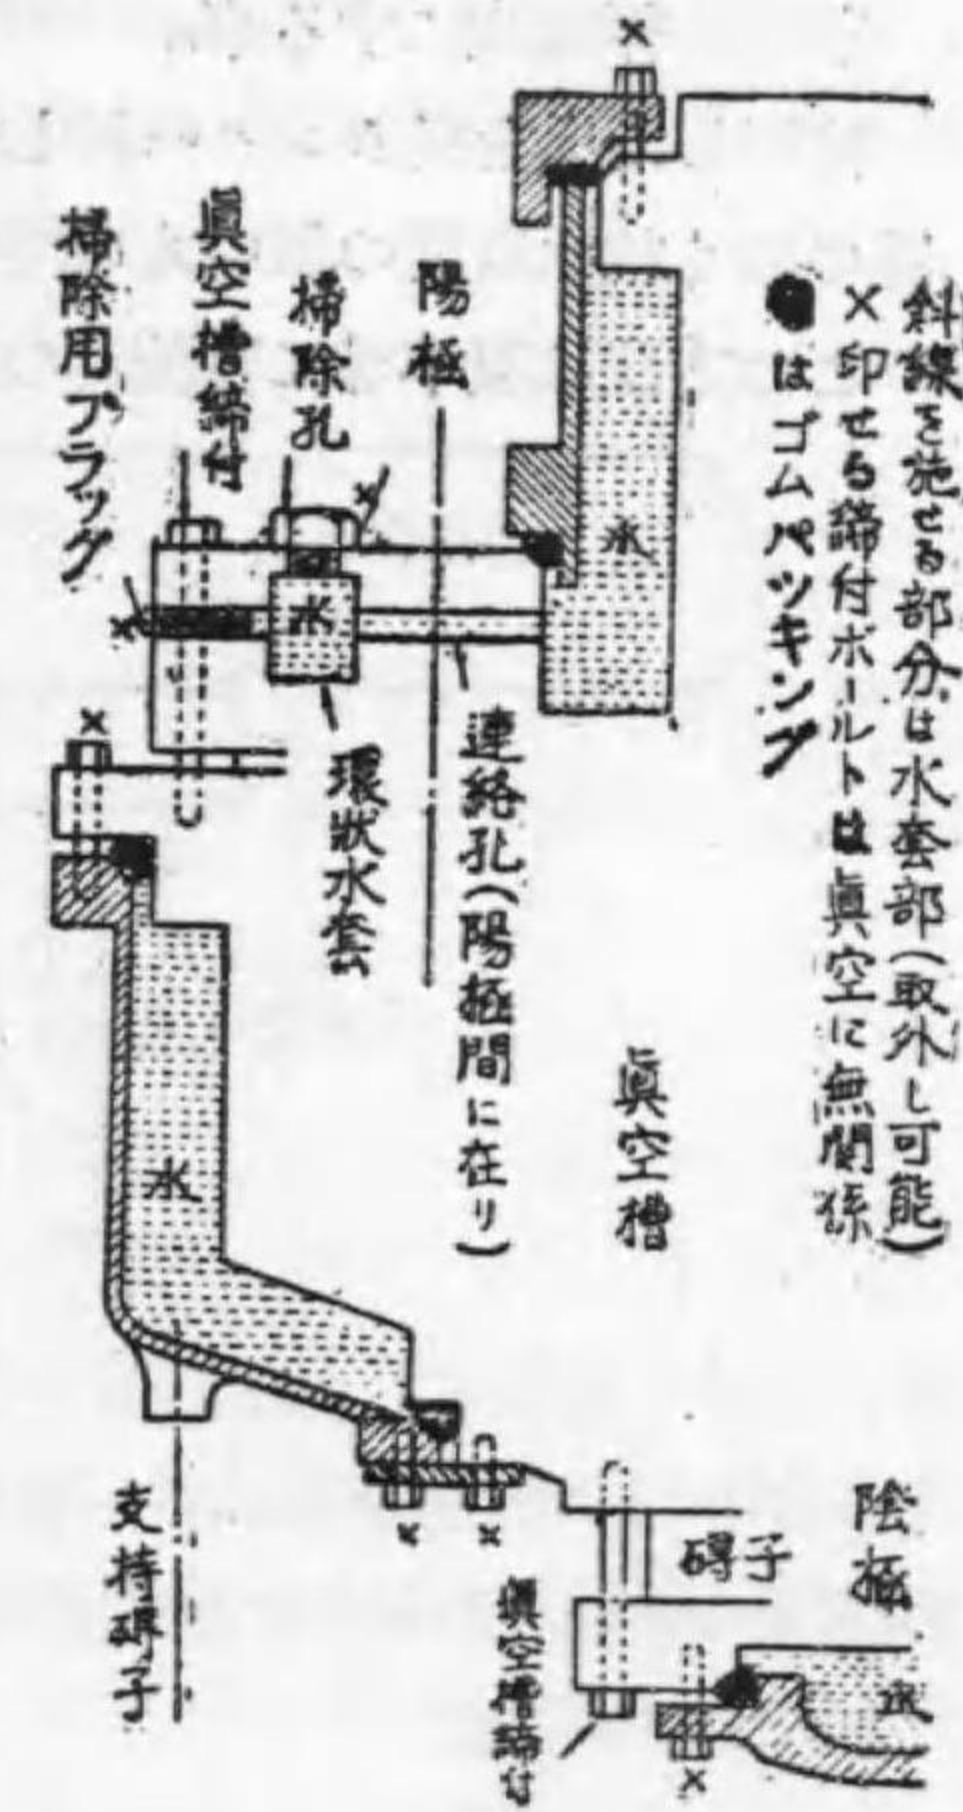 斜線を施せる部分は水套部(取外し可能)
×印せる締付ボールトは眞空に無関係
●はゴムパッキング
×
陽極
掃除孔
眞空槽締付
掃除用プラッグ
×
×
水
水
連絡孔(陽極間に在り)
環狀水套
×
眞空槽
水
支持碍子
×
×
碍子
陰極
眞空槽締付
水
×